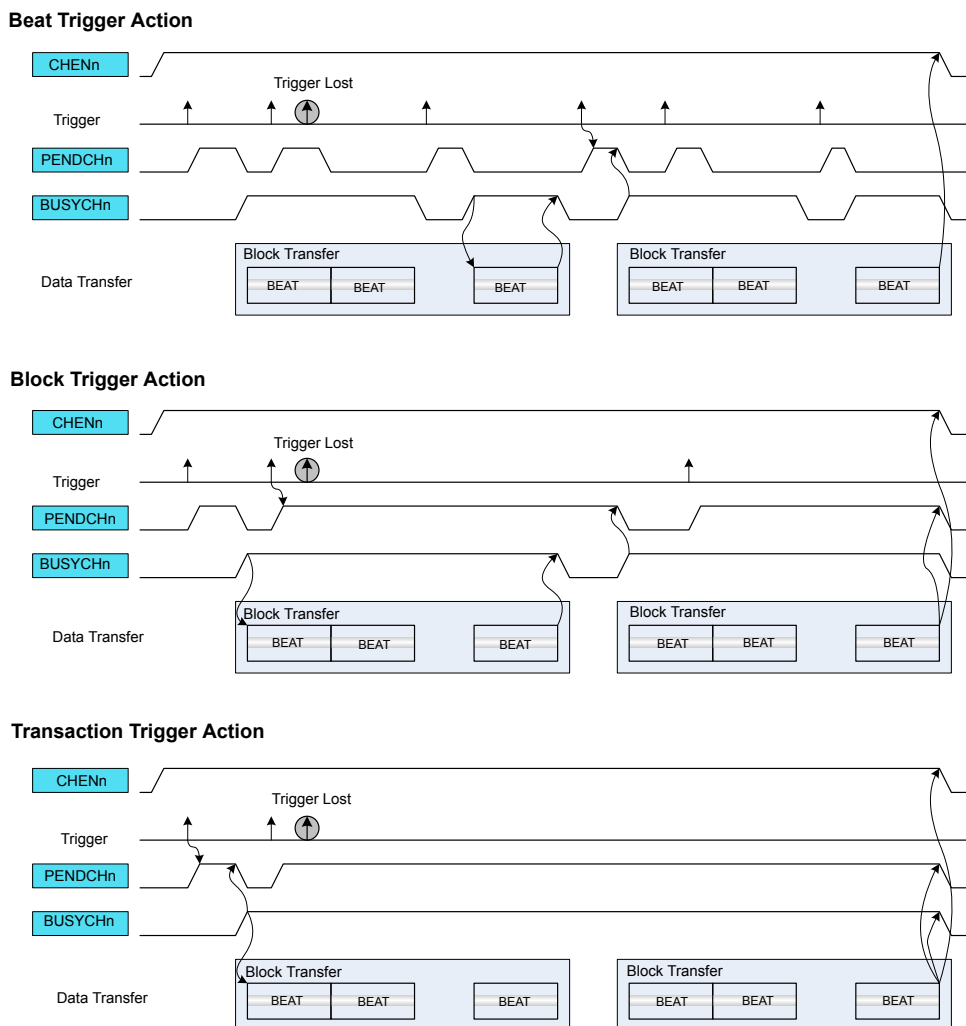 Beat Trigger Action
CHENn
Trigger Lost
Trigger
PENDCHn
BUSYCHn
Data Transfer
Block Transfer
BEAT
BEAT
BEAT
Block Transfer
BEAT
BEAT
BEAT
Block Trigger Action
CHENn
Trigger Lost
Trigger
PENDCHn
BUSYCHn
Data Transfer
Block Transfer
BEAT
BEAT
BEAT
Block Transfer
BEAT
BEAT
BEAT
Transaction Trigger Action
CHENn
Trigger Lost
Trigger
PENDCHn
BUSYCHn
Data Transfer
Block Transfer
BEAT
BEAT
BEAT
Block Transfer
BEAT
BEAT
BEAT